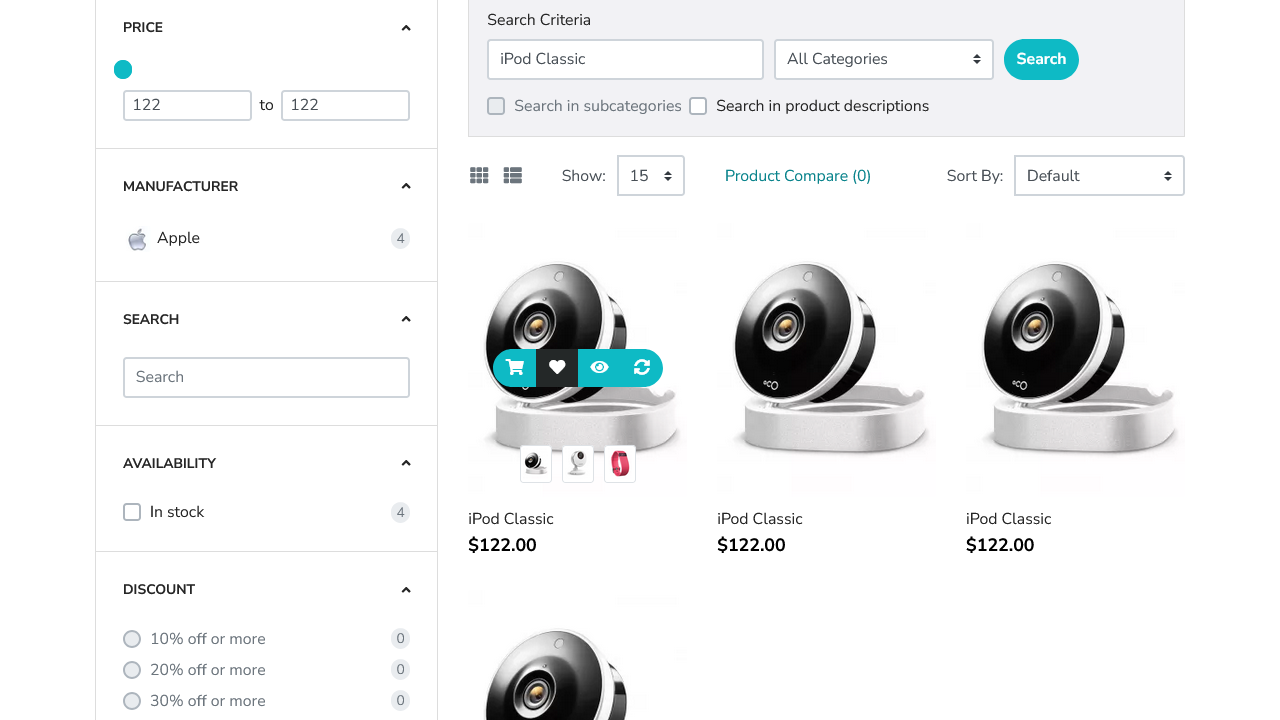 PRICE
122 to 122
MANUFACTURER
Apple 4
SEARCH
Search
AVAILABILITY
In stock 4
DISCOUNT
10% off or more 0
20% off or more 0
30% off or more 0
Search Criteria
iPod Classic All Categories Search
Search in subcategories Search in product descriptions
Show: 15 Product Compare (0) Sort By: Default
eco eco
iPod Classic iPod Classic iPod Classic
$122.00 $122.00 $122.00